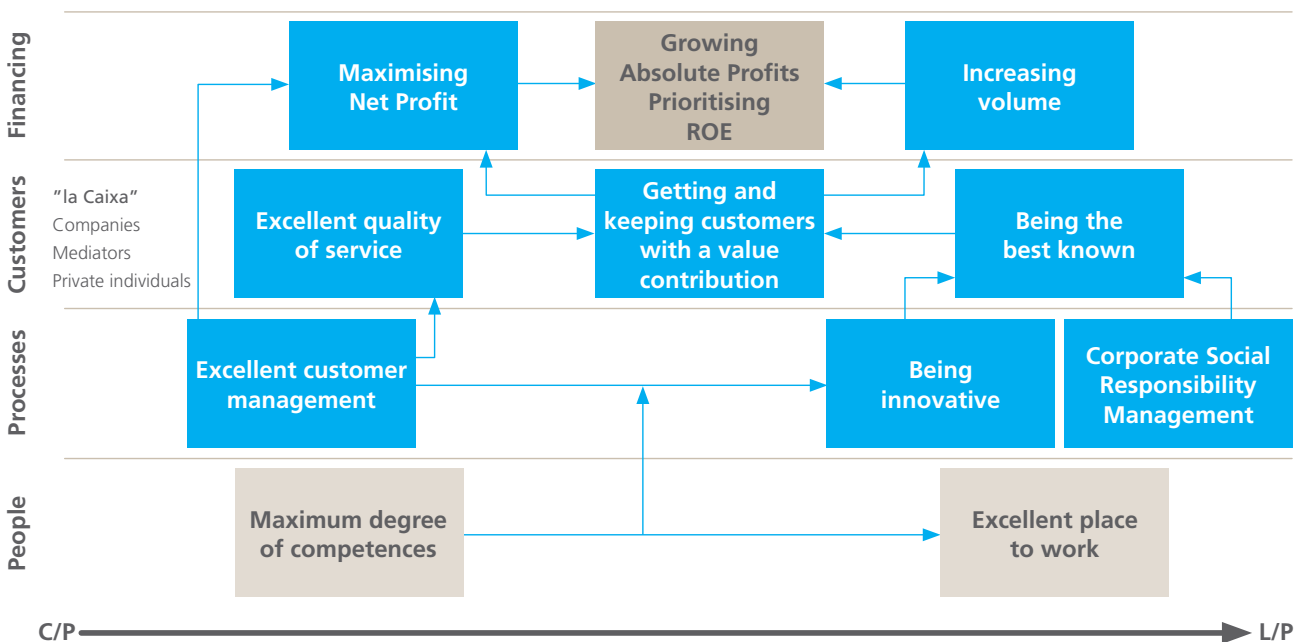 Financing
Maximising
Net Profit
Growing
Absolute Profits
Prioritising
ROE
Increasing
volume
Customers
"la Caixa"
Companies
Mediators
Private individuals
Excellent quality
of service
Getting and
keeping customers
with a value
contribution
Being the
best known
Processes
Excellent customer
management
Being
innovative
Corporate Social
Responsibility
Management
People
Maximum degree
of competences
Excellent place
to work
C/P
L/P